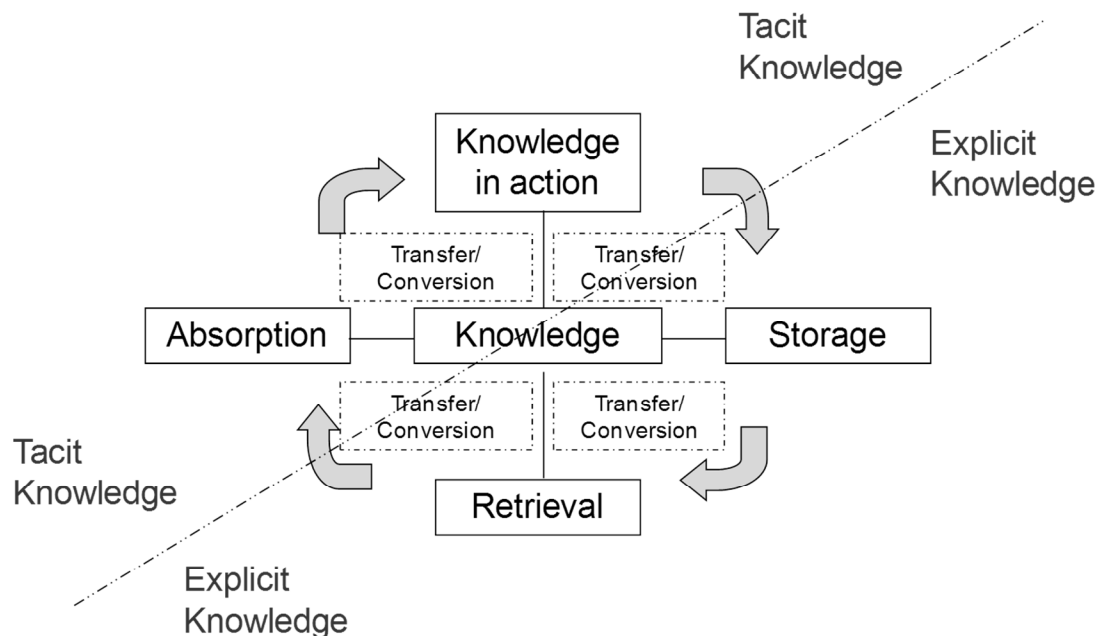 Tacit
Knowledge
Explicit
Knowledge
Knowledge
in action
Transfer/
Conversion
Transfer/
Conversion
Absorption
Knowledge
Storage
Transfer/
Conversion
Transfer/
Conversion
Tacit
Knowledge
Retrieval
Explicit
Knowledge